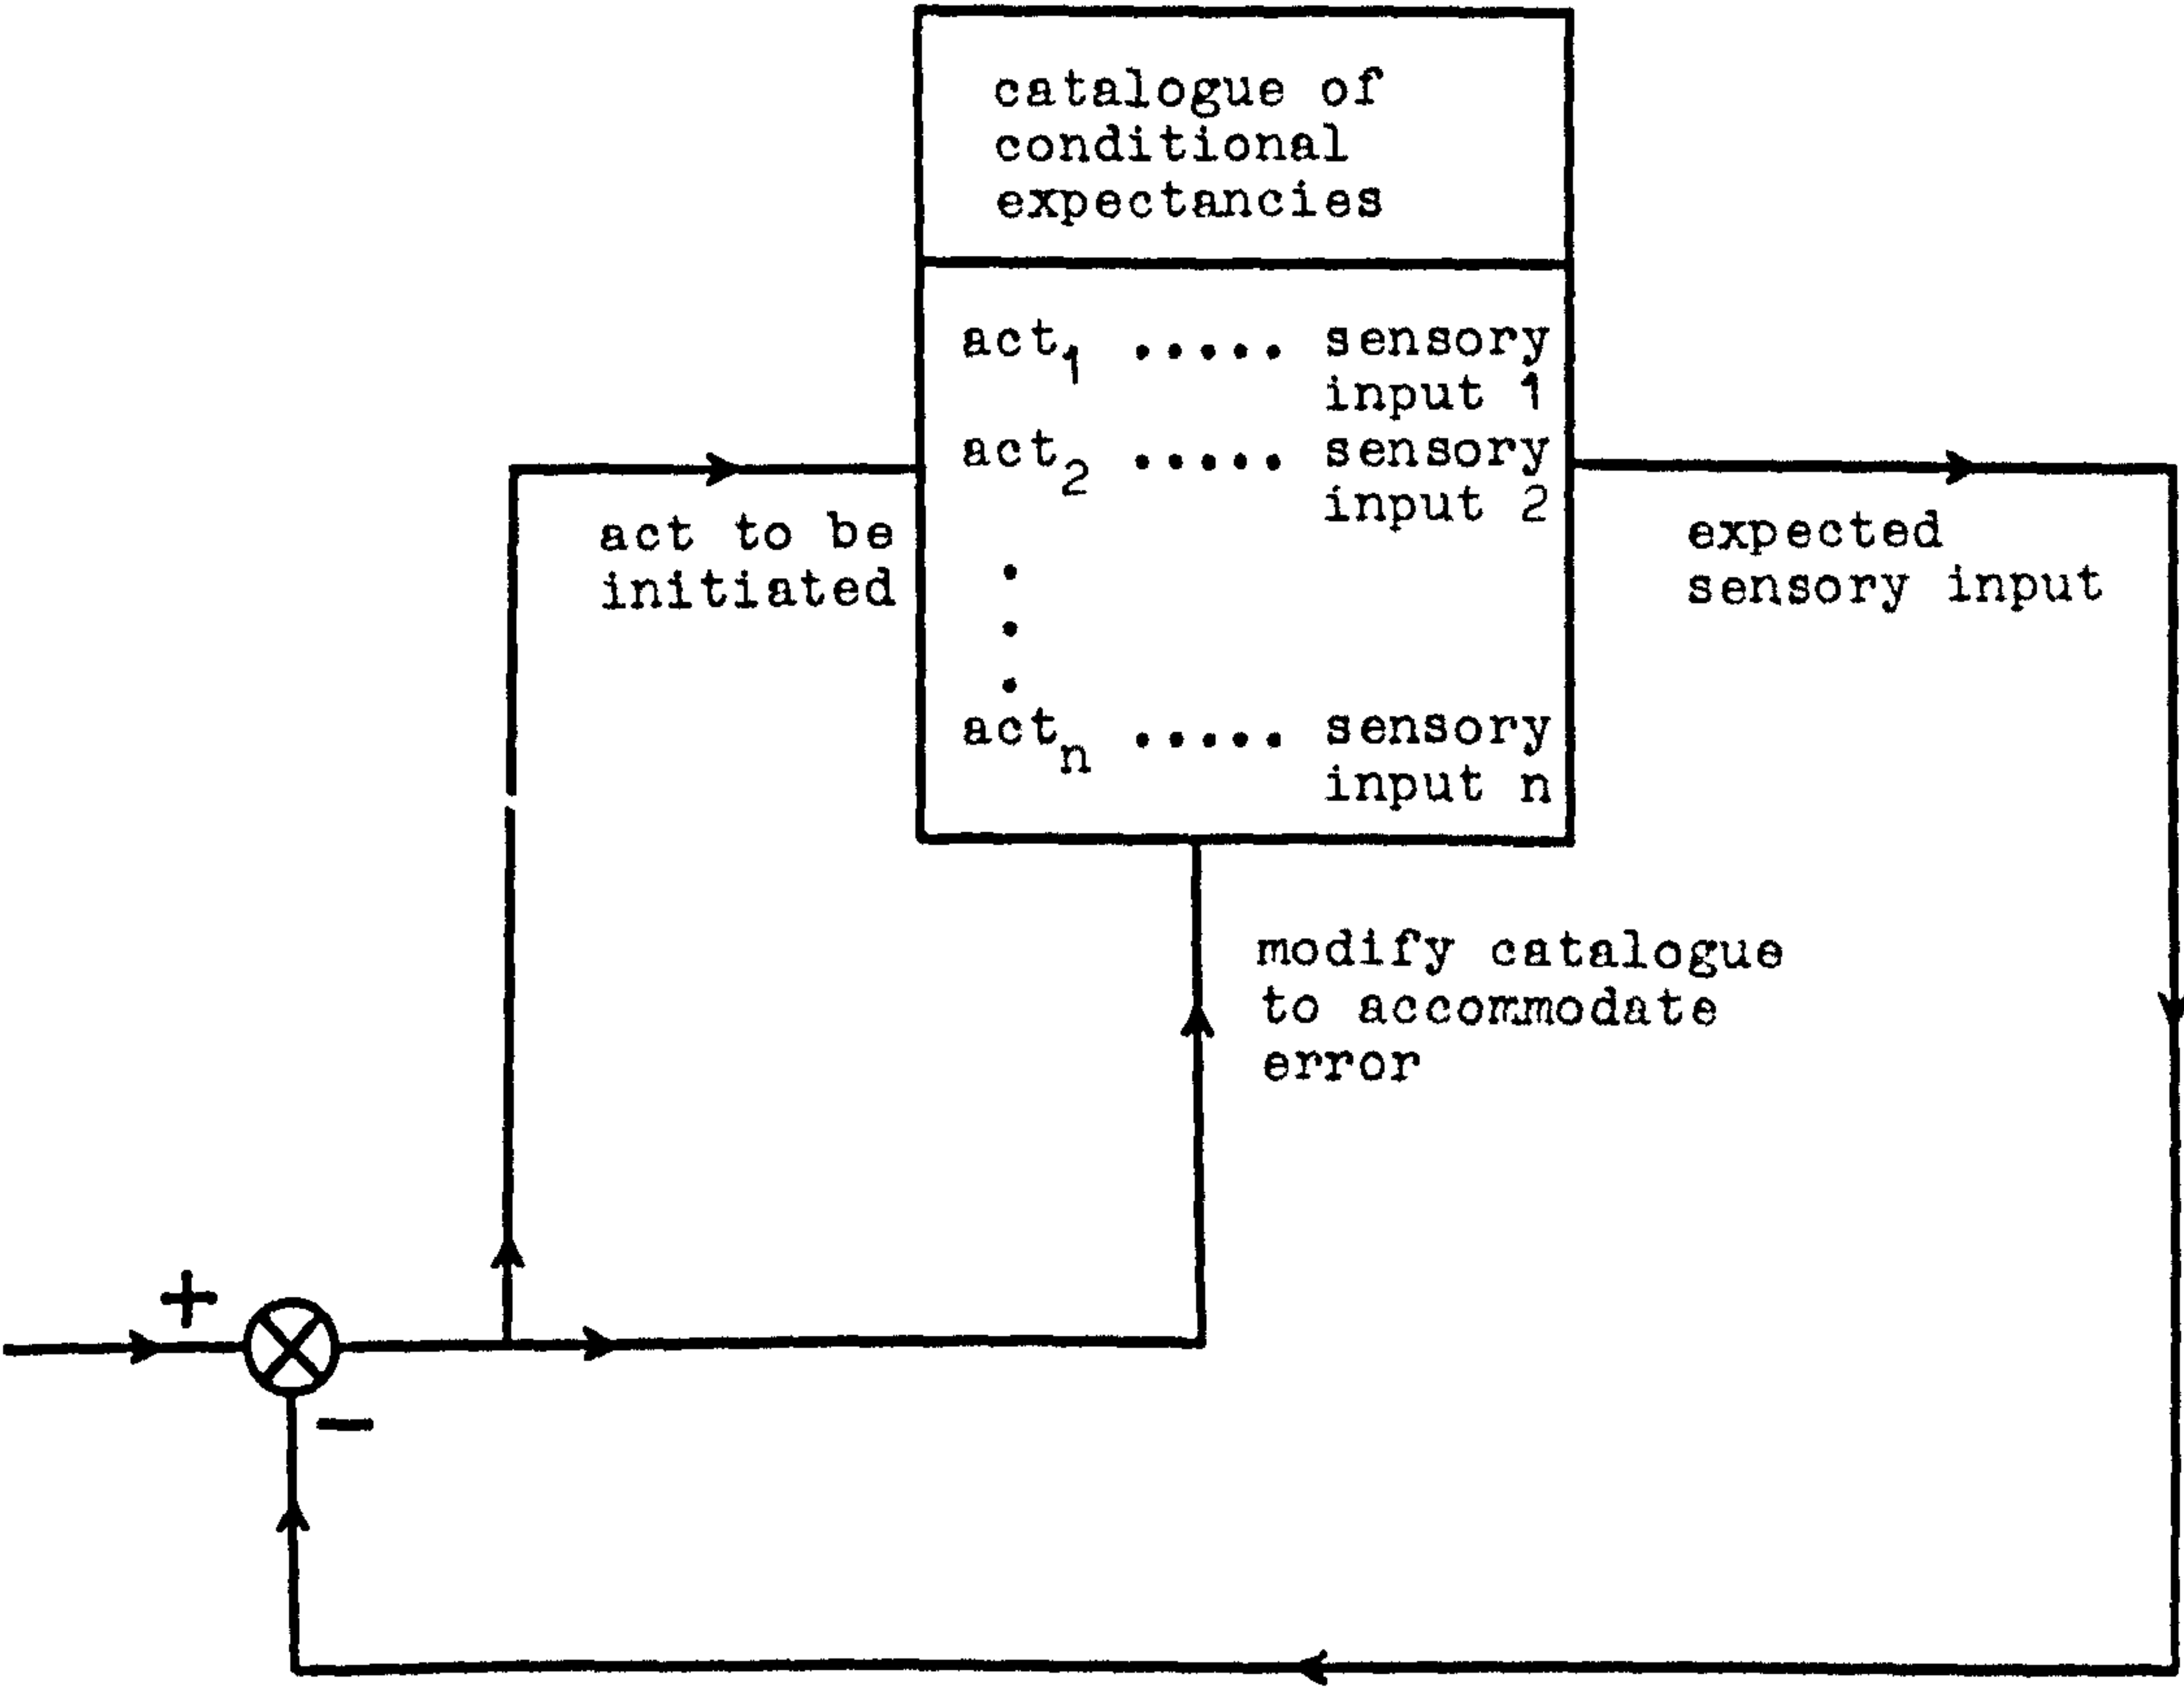 catalogue of
conditional
expectancies
act₁ ..... sensory
input 1
act₂ ..... sensory
input 2
.
.
.
actₙ ..... sensory
input n
act to be
initiated
expected
sensory input
modify catalogue
to accommodate
error
+
−